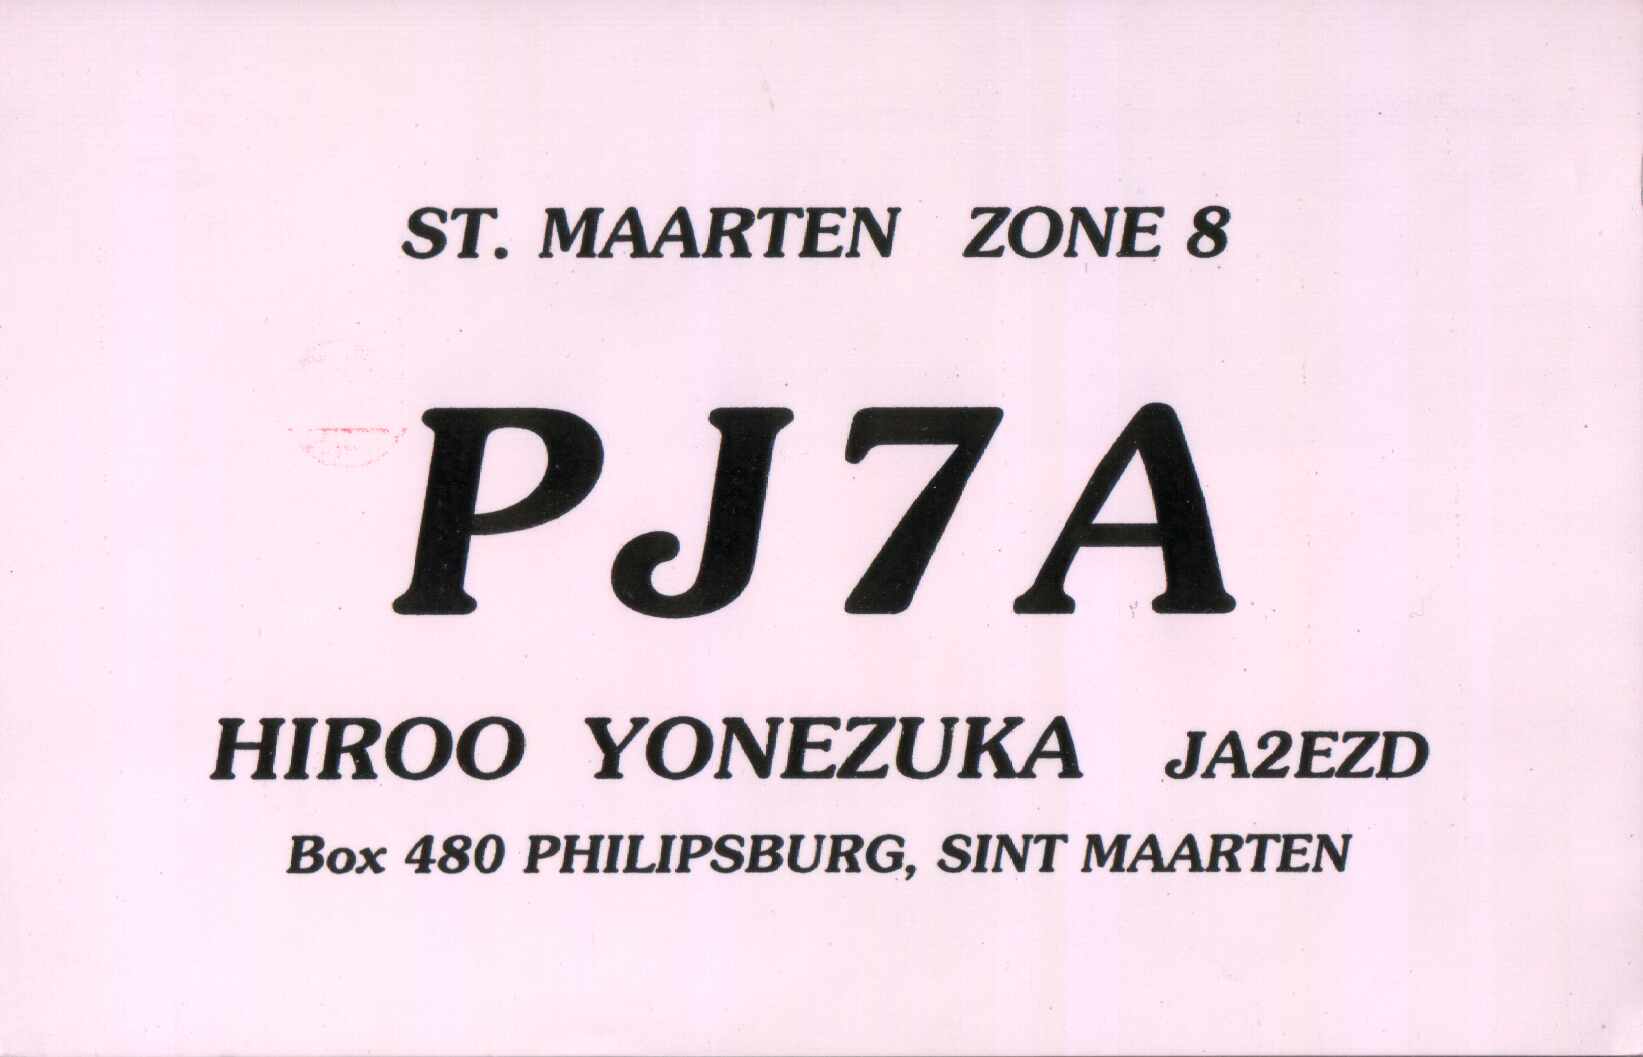 ST. MAARTEN ZONE 8
PJ7A
HIROO YONEZUKA JA2EZD
Box 480 PHILIPSBURG, SINT MAARTEN